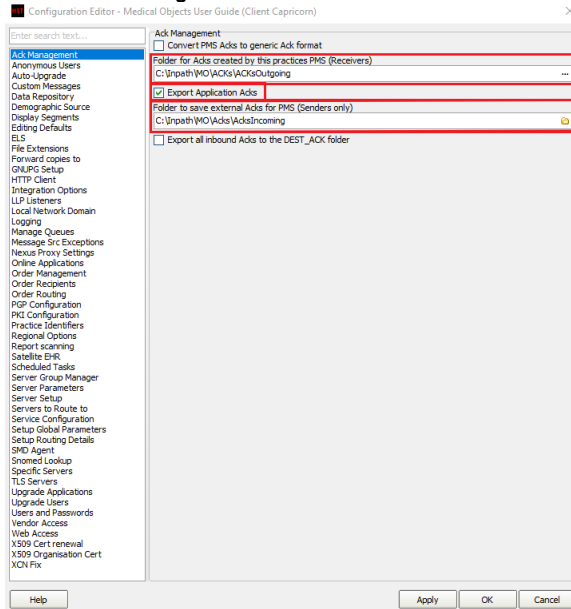 Configuration Editor - Medical Objects User Guide (Client Capricorn)
Enter search text...
Ack Management
Anonymous Users
Auto-Upgrade
Custom Messages
Data Repository
Demographic Source
Display Segments
Editing Defaults
ELS
File Extensions
Forward copies to
GNUPG Setup
HTTP Client
Integration Options
LLP Listeners
Local Network Domain
Logging
Manage Queues
Message Src Exceptions
Nexus Proxy Settings
Online Applications
Order Management
Order Recipients
Order Routing
PGP Configuration
PKI Configuration
Practice Identifiers
Regional Options
Report scanning
Satellite EHR
Scheduled Tasks
Server Group Manager
Server Parameters
Server Setup
Servers to Route to
Service Configuration
Setup Global Parameters
Setup Routing Details
SMD Agent
Snomed Lookup
Specific Servers
TLS Servers
Upgrade Applications
Upgrade Users
Users and Passwords
Vendor Access
Web Access
X509 Cert renewal
X509 Organisation Cert
XCN Fix
Ack Management
Convert PMS Acks to generic Ack format
Folder for Acks created by this practices PMS (Receivers)
C:\Inpath\MO\ACKs\ACKsOutgoing
...
Export Application Acks
Folder to save external Acks for PMS (Senders only)
C:\Inpath\MO\Acks\AcksIncoming
Export all inbound Acks to the DEST_ACK folder
Help
Apply
OK
Cancel